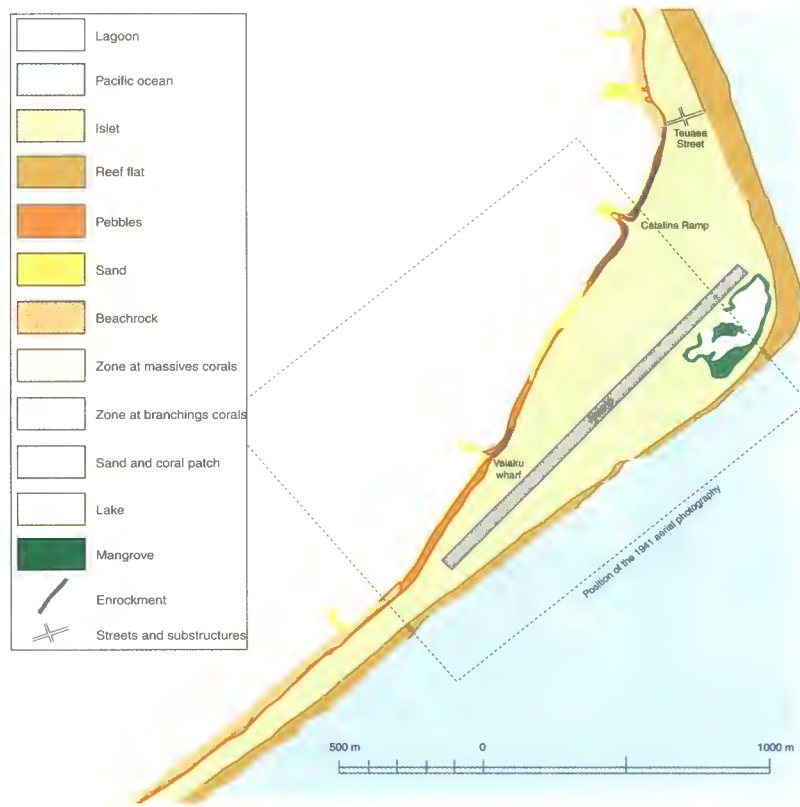 Lagoon
Pacific ocean
Islet
Reef flat
Pebbles
Sand
Beachrock
Zone at massives corals
Zone at branchings corals
Sand and coral patch
Lake
Mangrove
Enrockment
Streets and substructures
Teuaea
Street
Catalina Ramp
Vaiaku
wharf
Position of the 1941 aerial photography
500 m 0 1000 m